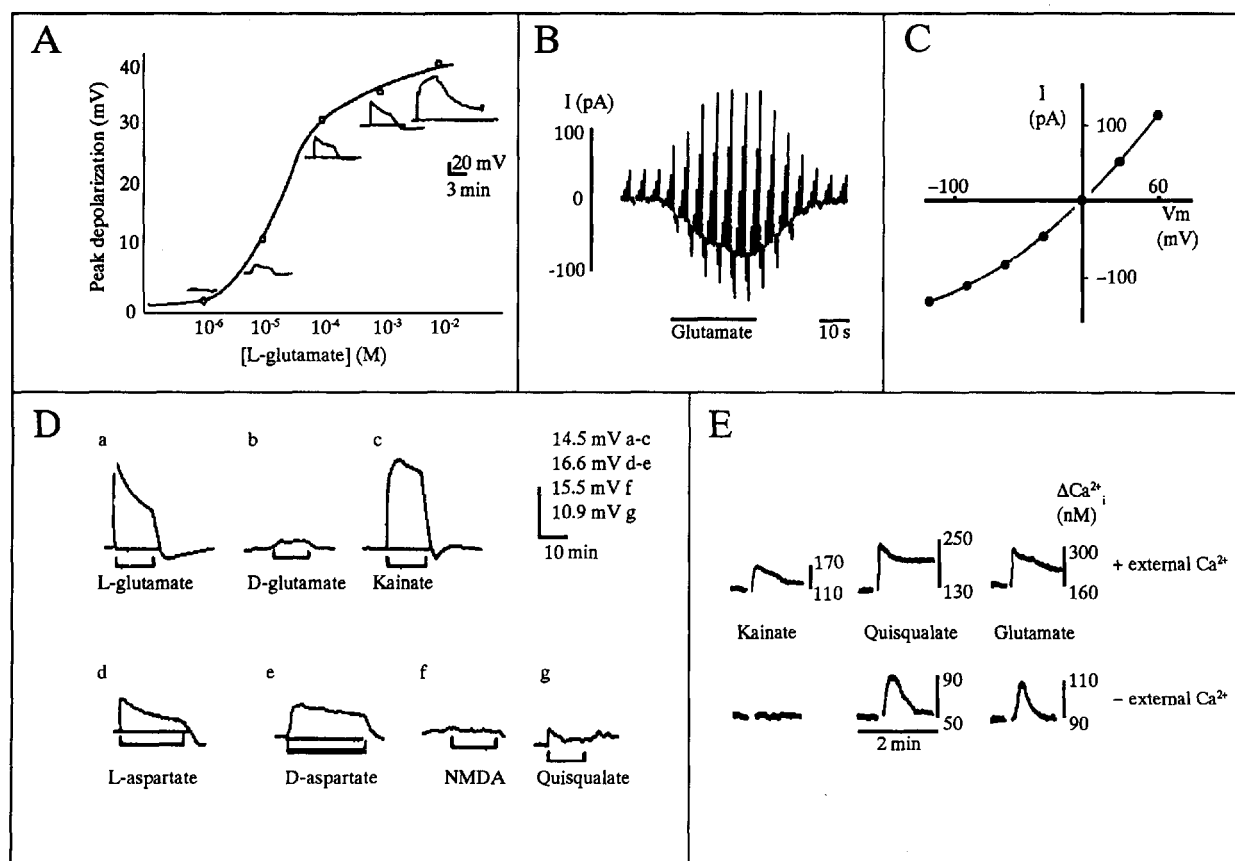 A
Peak depolarization (mV)
40
30
20
10
0
10⁻⁶ 10⁻⁵ 10⁻⁴ 10⁻³ 10⁻²
[L-glutamate] (M)
20 mV
3 min
B
I (pA)
100
0
-100
Glutamate
10 s
C
I
(pA)
100
−100
60
Vm
(mV)
−100
D
a b c
14.5 mV a-c
16.6 mV d-e
15.5 mV f
10.9 mV g
10 min
L-glutamate D-glutamate Kainate
d e f g
L-aspartate D-aspartate NMDA Quisqualate
E
ΔCa²⁺i
(nM)
170
110
250
130
300
160
+ external Ca²⁺
Kainate Quisqualate Glutamate
90
50
110
90
− external Ca²⁺
2 min